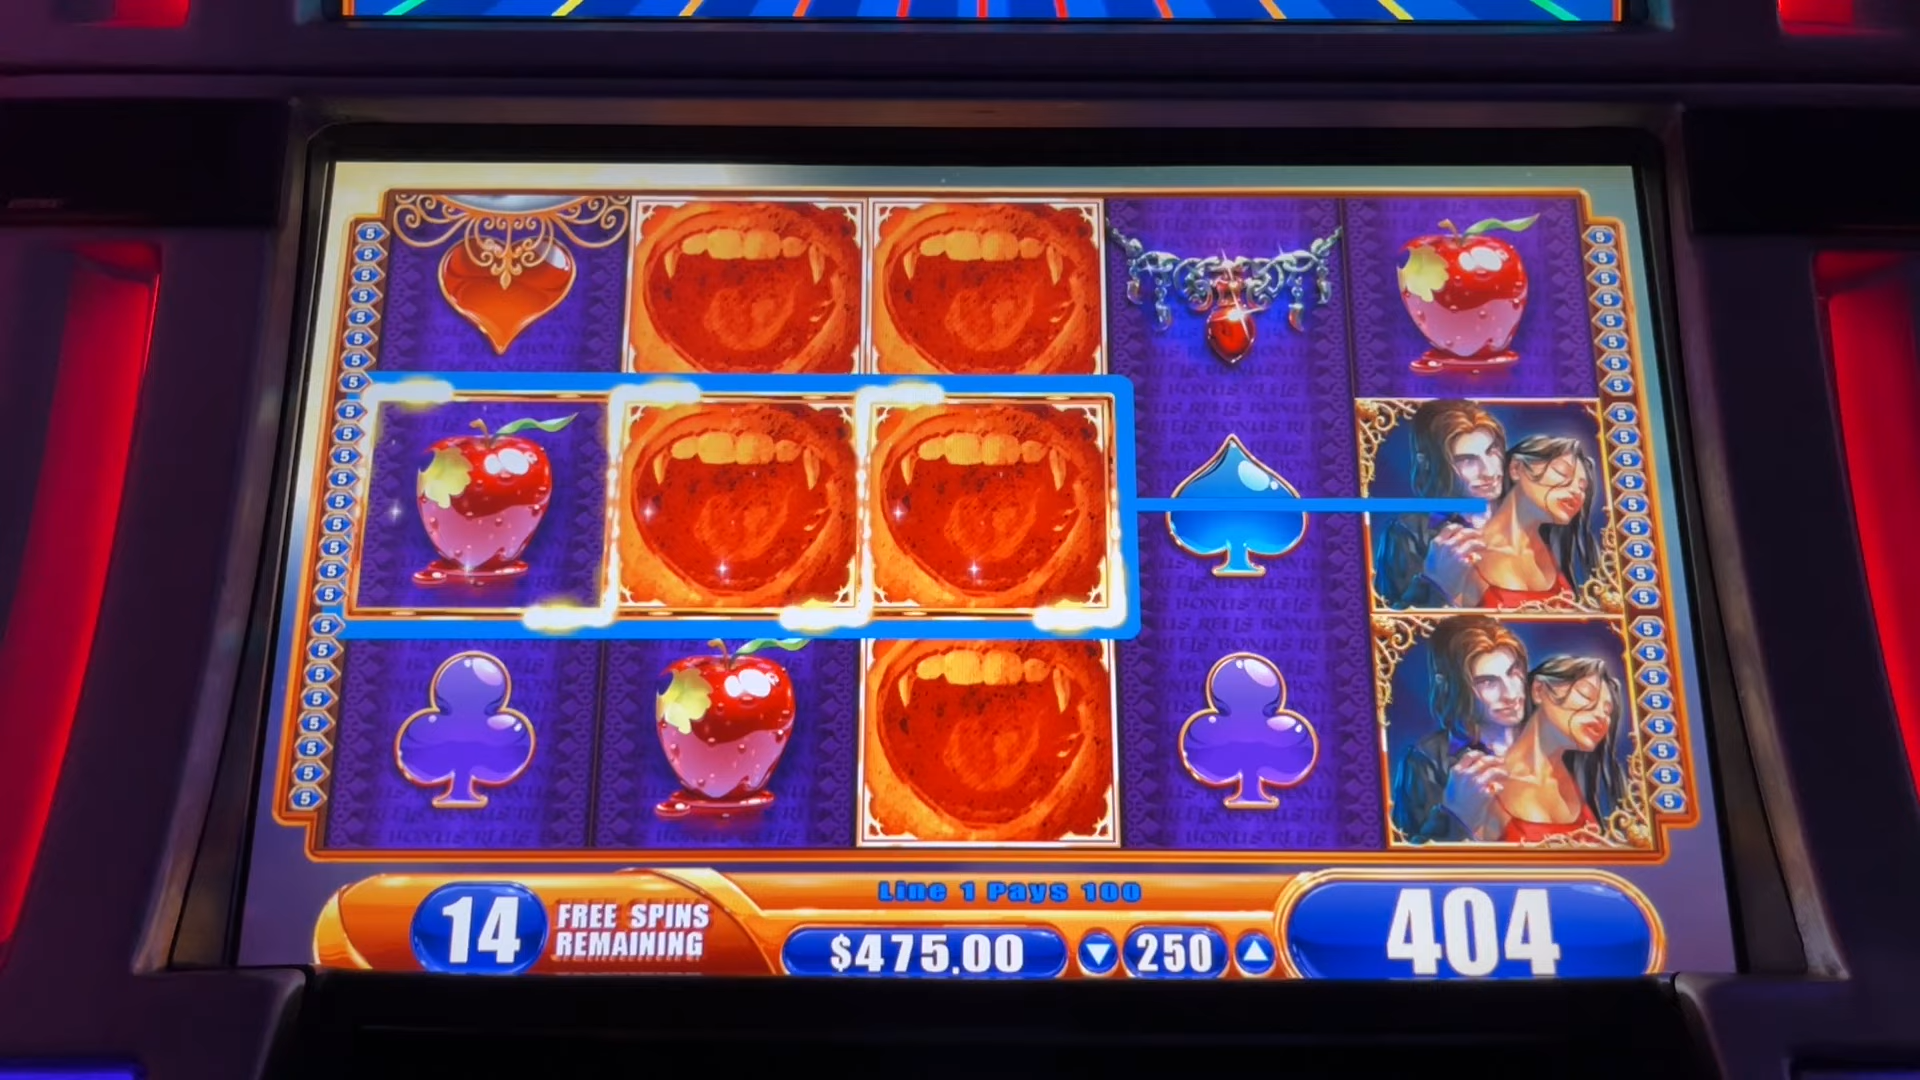 Line 1 Pays 100
14
FREE SPINS
REMAINING
$475.00
250
404